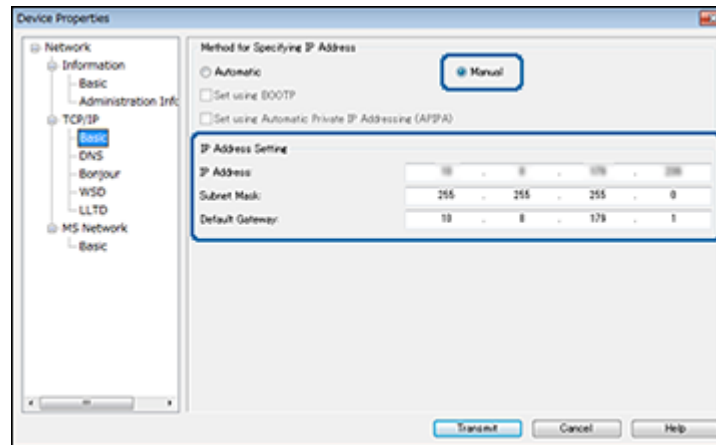 Device Properties
Network
Information
Basic
Administration Infc
TCP/IP
Basic
DNS
Bonjour
WSD
LLTD
MS Network
Basic
Method for Specifying IP Address
Automatic
Manual
Set using BOOTP
Set using Automatic Private IP Addressing (APIPA)
IP Address Setting
IP Address:
Subnet Mask: 255 . 255 . 255 . 0
Default Gateway: 10 . 8 . 179 . 1
Transmit Cancel Help